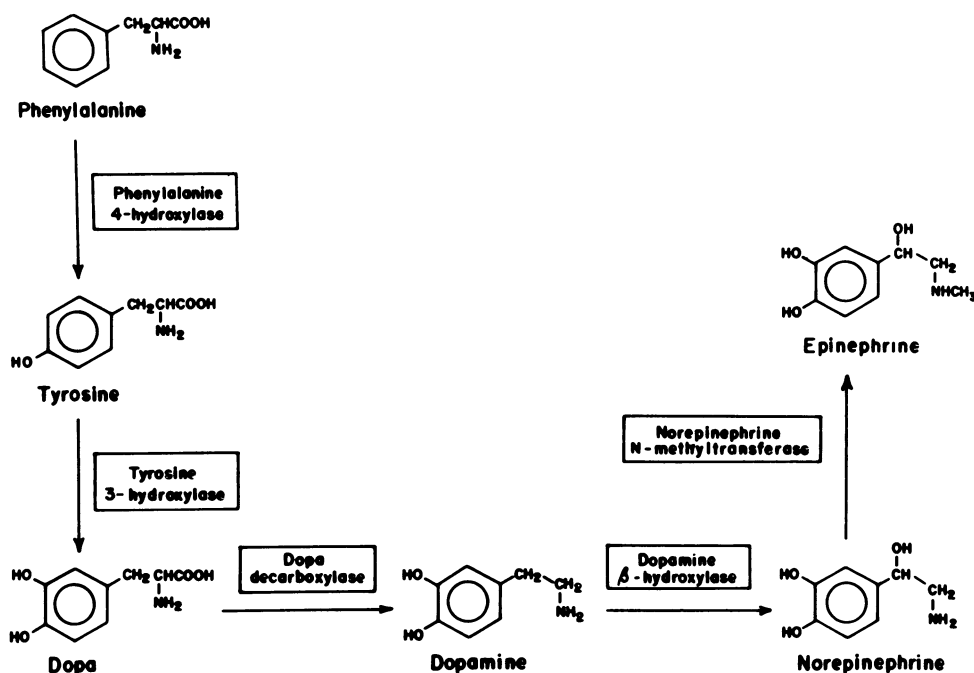 CH2CHCOOH
NH2
Phenylalanine
Phenylalanine
4-hydroxylase
CH2CHCOOH
NH2
HO
Tyrosine
Tyrosine
3-hydroxylase
HO
CH2CHCOOH
NH2
HO
Dopa
Dopa
decarboxylase
HO
CH2
CH2
NH2
HO
Dopamine
Dopamine
β-hydroxylase
OH
HO
CH
CH2
NH2
HO
Norepinephrine
Norepinephrine
N-methyltransferase
OH
HO
CH
CH2
NHCH3
HO
Epinephrine